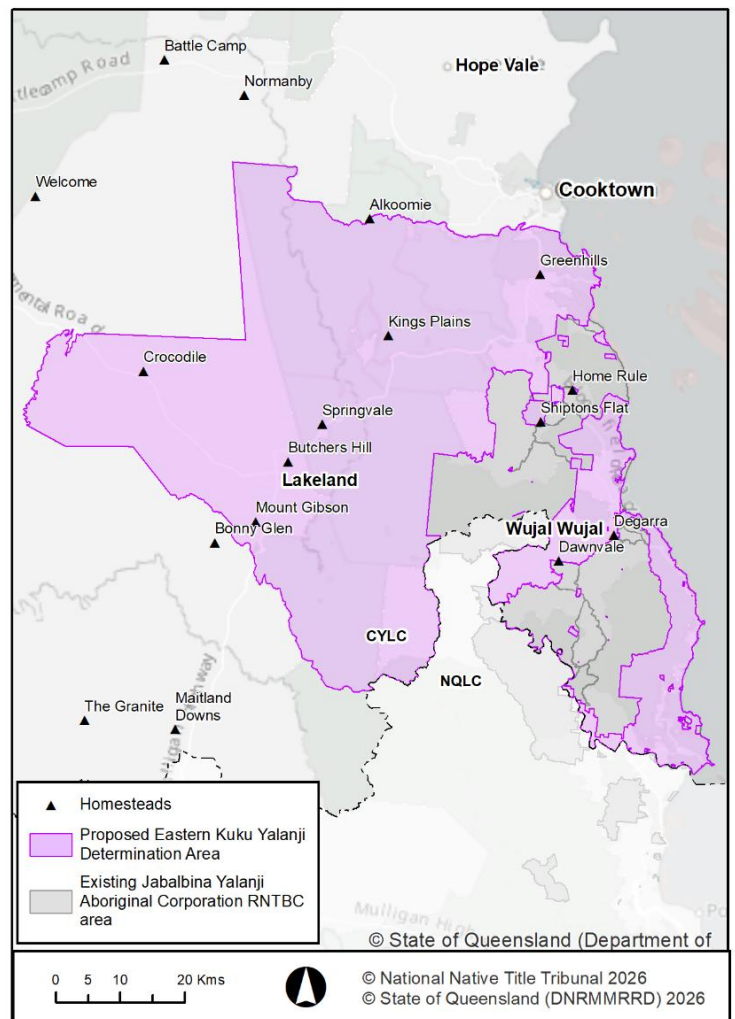 Battle Camp
Normanby
Hope Vale
Welcome
Cooktown
Alkoomie
Greenhills
Kings Plains
Crocodile
Home Rule
Springvale
Shiptons Flat
Butchers Hill
Lakeland
Mount Gibson
Bonny Glen
Wujal Wujal
Degarra
Dawnvale
CYLC
NQLC
The Granite
Maitland
Downs
Mulligan High
Homesteads
Proposed Eastern Kuku Yalanji
Determination Area
Existing Jabalbina Yalanji
Aboriginal Corporation RNTBC
area
© State of Queensland (Department of
0 5 10 20 Kms
© National Native Title Tribunal 2026
© State of Queensland (DNRMMRRD) 2026